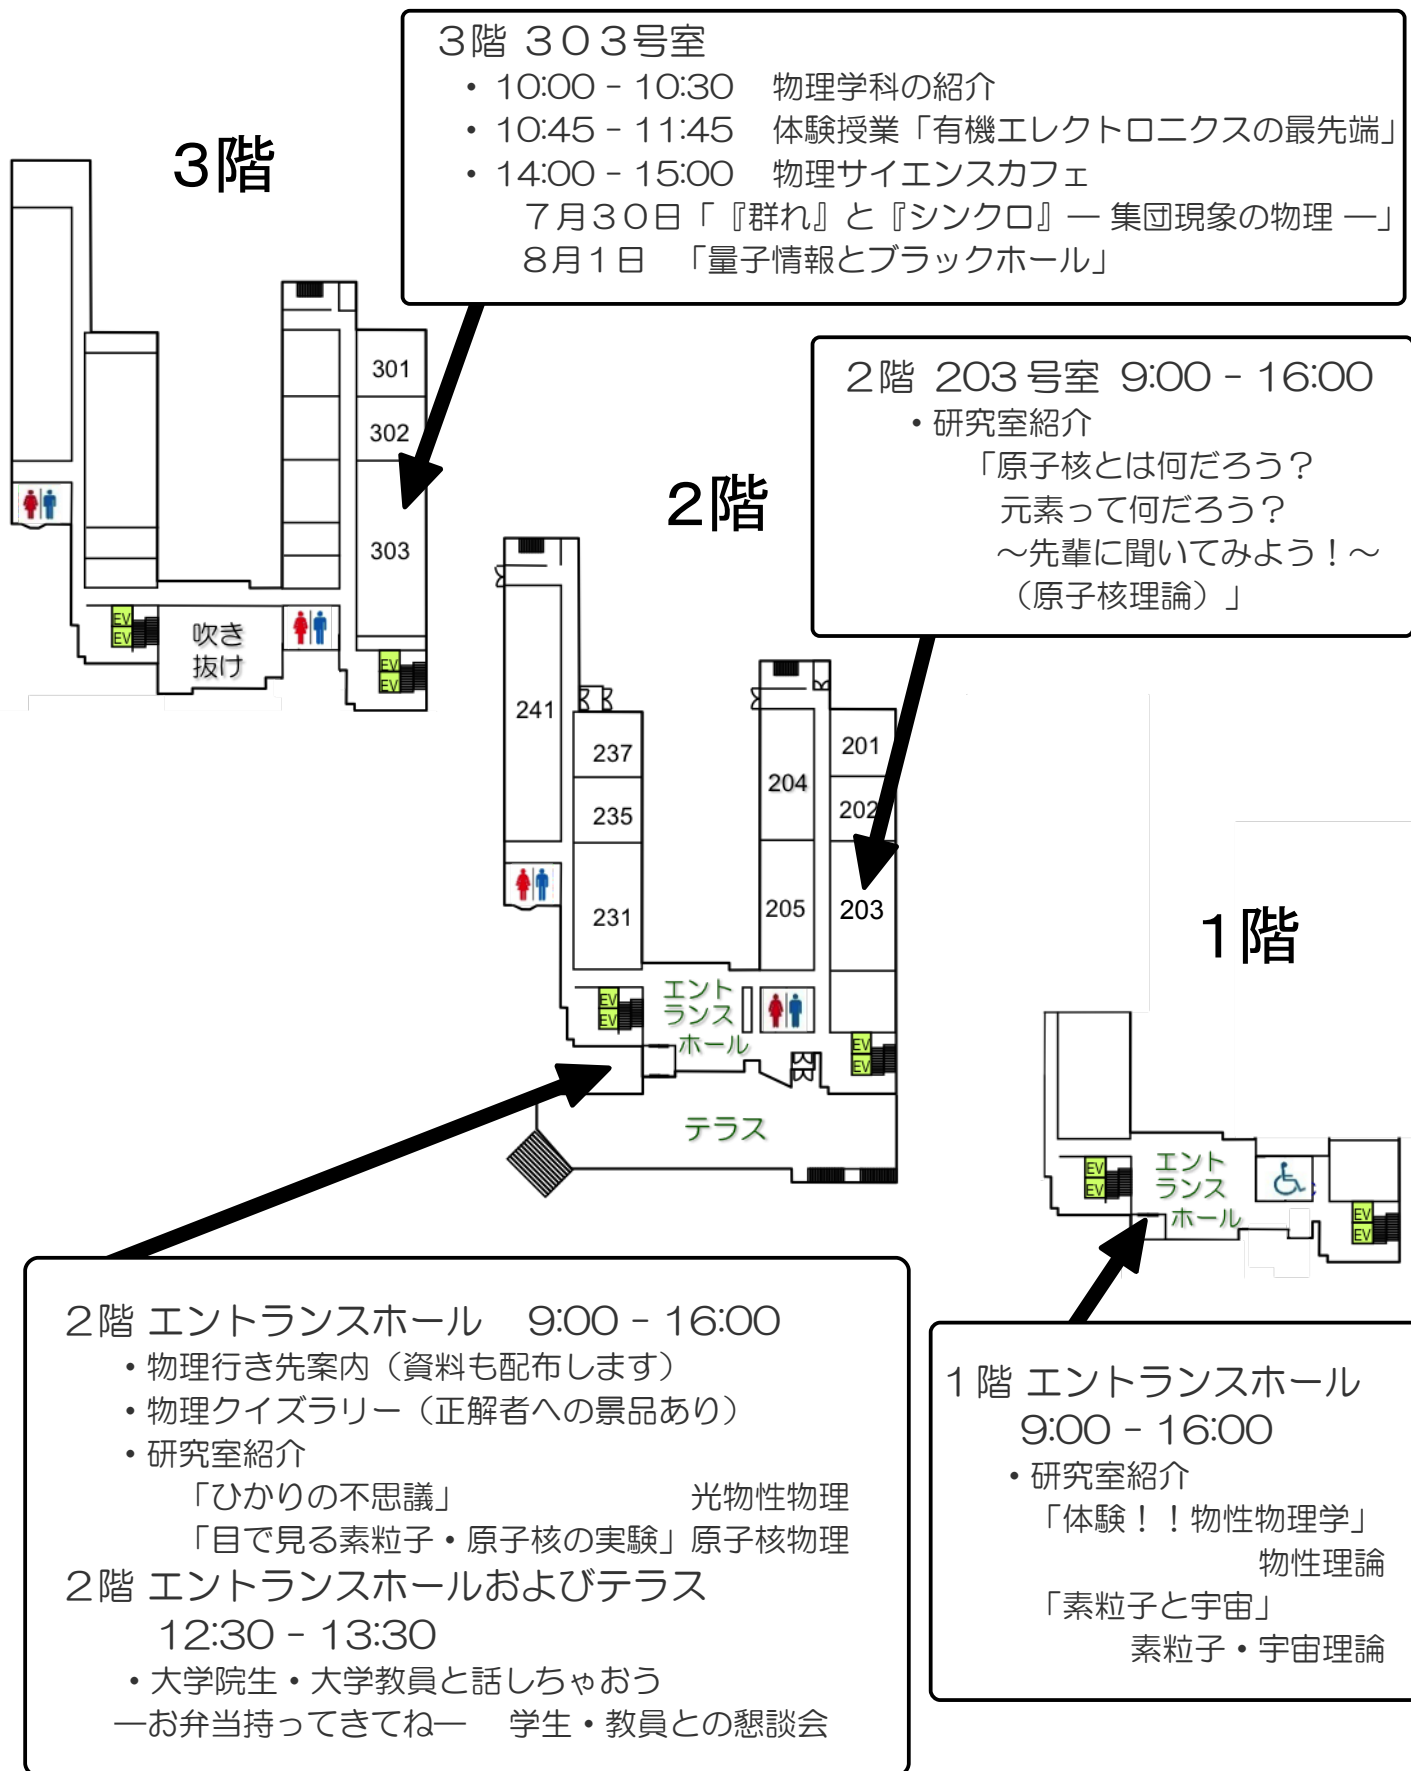 3階 303号室
・10:00 - 10:30 物理学科の紹介
・10:45 - 11:45 体験授業「有機エレクトロニクスの最先端」
・14:00 - 15:00 物理サイエンスカフェ
7月30日「『群れ』と『シンクロ』― 集団現象の物理 ―」
8月1日 「量子情報とブラックホール」
3階
301
302
303
EV
EV
吹き
抜け
EV
EV
2階 203号室 9:00 - 16:00
・研究室紹介
「原子核とは何だろう？
元素って何だろう？
～先輩に聞いてみよう！～
（原子核理論）」
2階
241
237
235
231
204
205
201
202
203
EV
EV
エント
ランス
ホール
EV
EV
テラス
1階
EV
EV
エント
ランス
ホール
EV
EV
2階 エントランスホール 9:00 - 16:00
・物理行き先案内（資料も配布します）
・物理クイズラリー（正解者への景品あり）
・研究室紹介
「ひかりの不思議」 光物性物理
「目で見る素粒子・原子核の実験」原子核物理
2階 エントランスホールおよびテラス
12:30 - 13:30
・大学院生・大学教員と話しちゃおう
―お弁当持ってきてね― 学生・教員との懇談会
1階 エントランスホール
9:00 - 16:00
・研究室紹介
「体験！！物性物理学」
物性理論
「素粒子と宇宙」
素粒子・宇宙理論